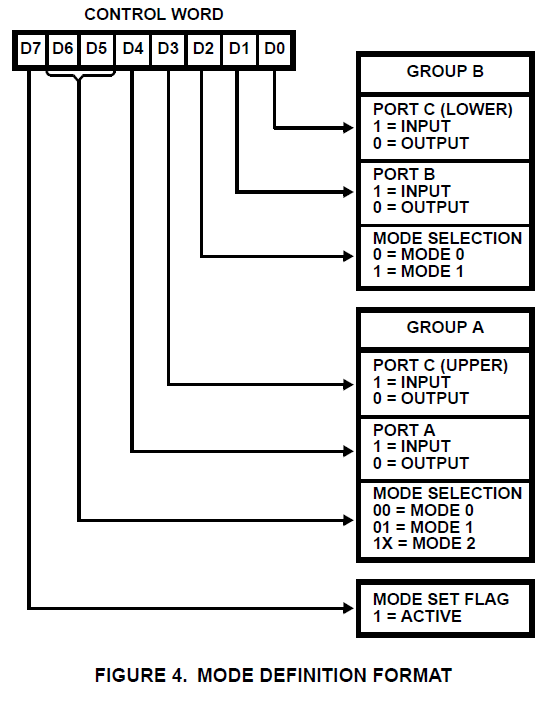 CONTROL WORD
D7 D6 D5 D4 D3 D2 D1 D0
GROUP B
PORT C (LOWER)
1 = INPUT
0 = OUTPUT
PORT B
1 = INPUT
0 = OUTPUT
MODE SELECTION
0 = MODE 0
1 = MODE 1
GROUP A
PORT C (UPPER)
1 = INPUT
0 = OUTPUT
PORT A
1 = INPUT
0 = OUTPUT
MODE SELECTION
00 = MODE 0
01 = MODE 1
1X = MODE 2
MODE SET FLAG
1 = ACTIVE
FIGURE 4. MODE DEFINITION FORMAT